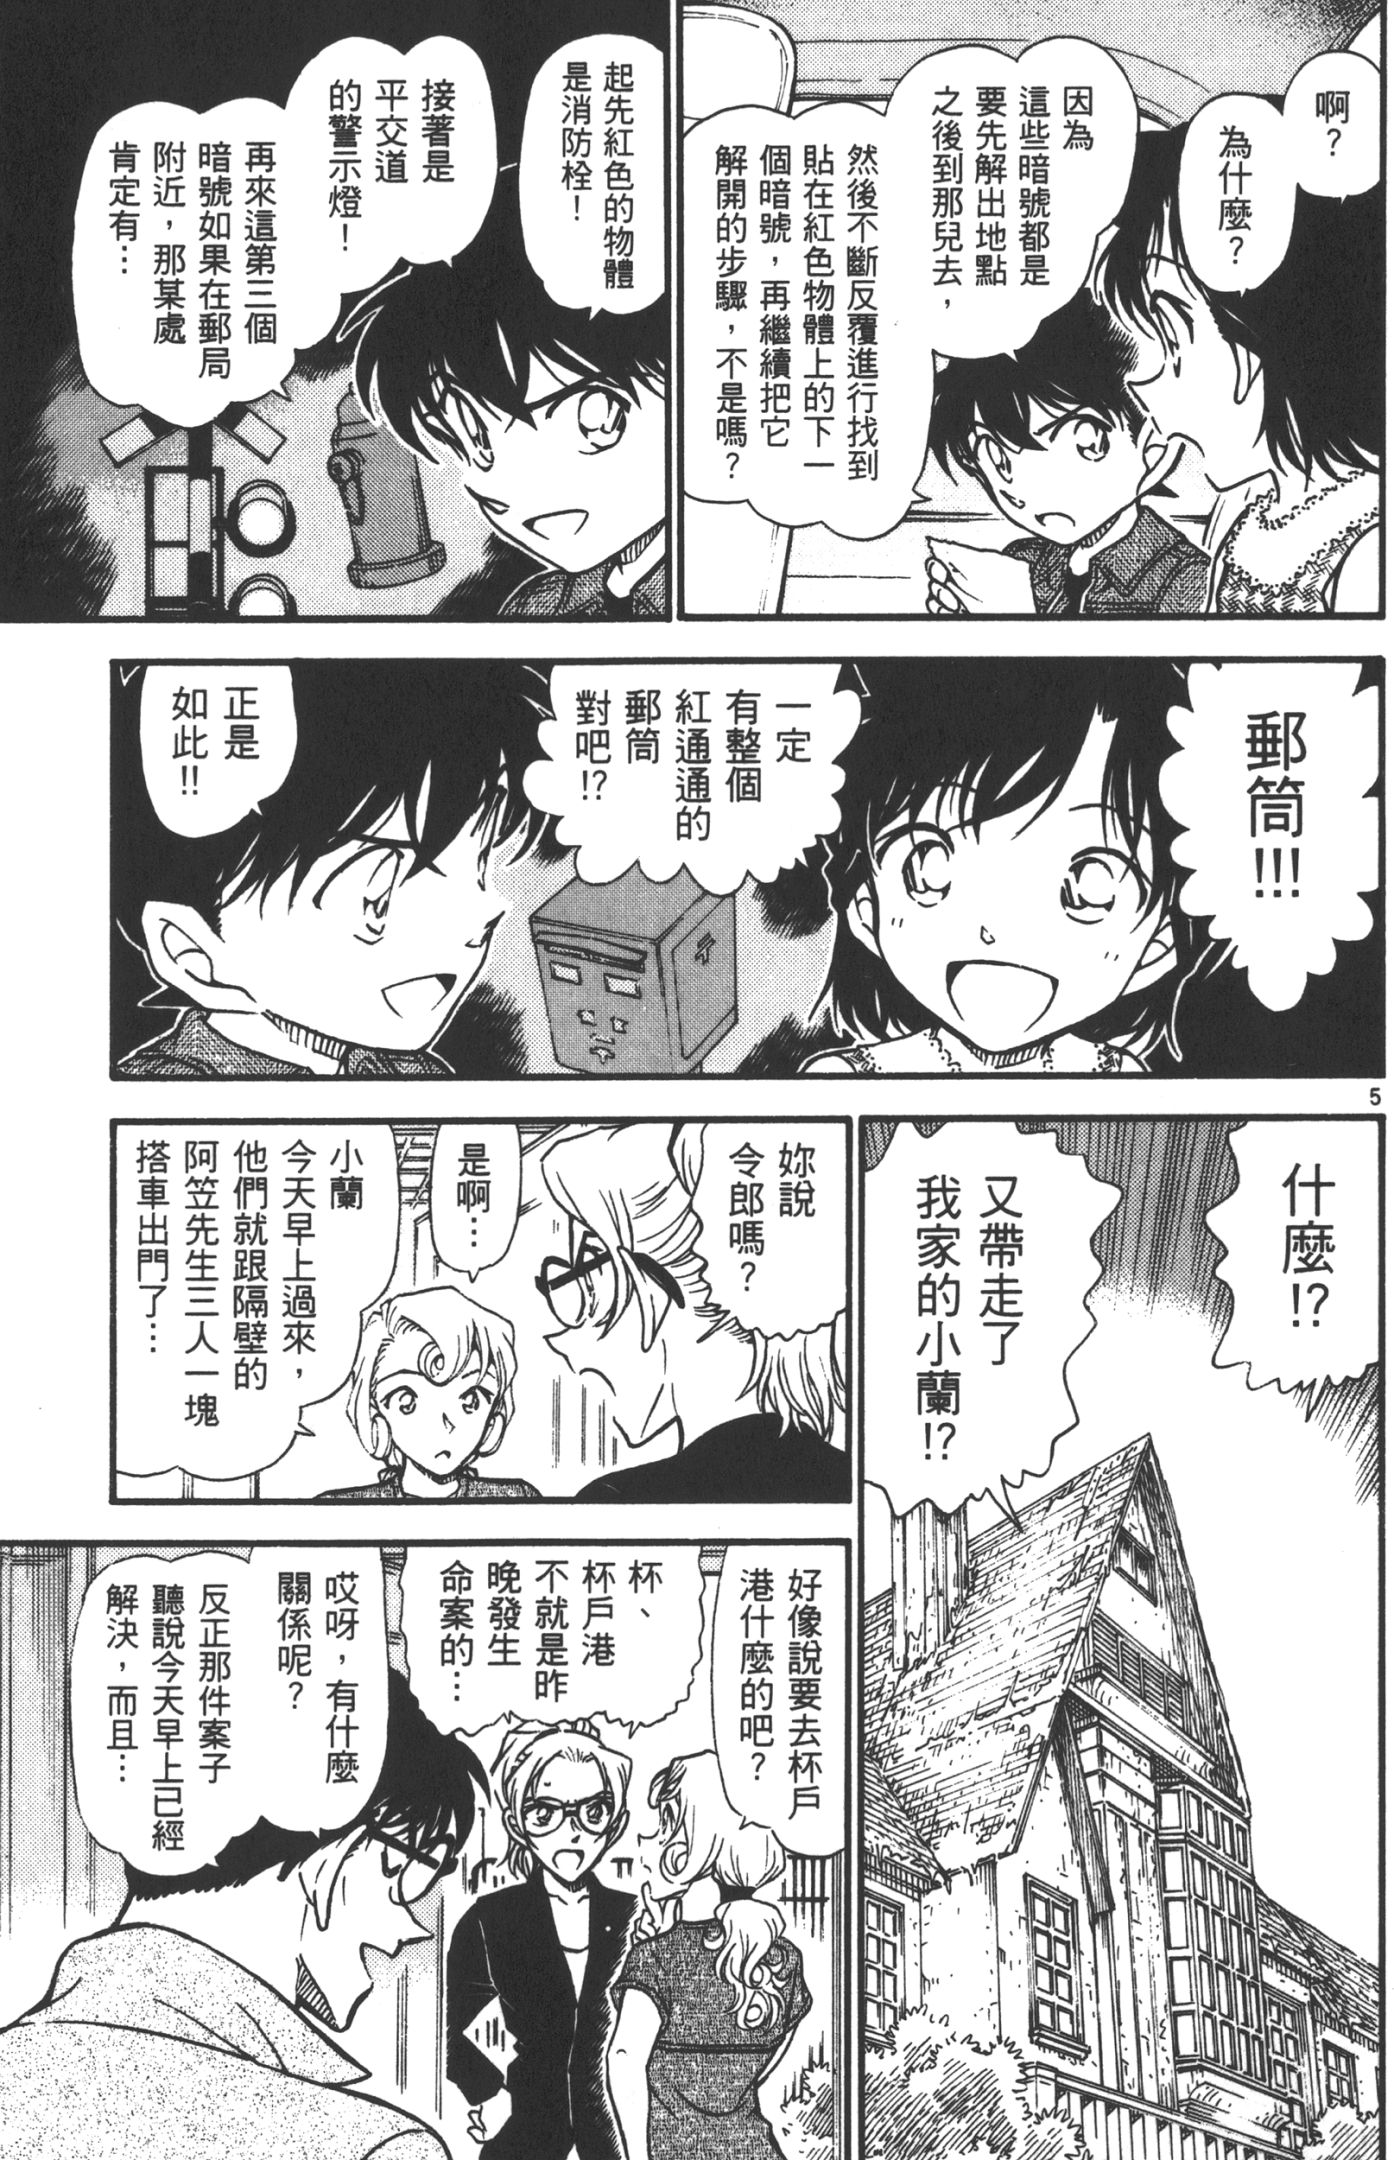 啊？
為什麼？
因為
這些暗號都是
要先解出地點
之後到那兒去，
然後不斷反覆進行找到
貼在紅色物體上的下一
個暗號，再繼續把它
解開的步驟，不是嗎？
起先紅色的物體
是消防栓！
接著是
平交道
的警示燈！
再來這第三個
暗號如果在郵局
附近，那某處
肯定有…
郵筒!!!
一定
有整個
紅通通的
郵筒
對吧!?
正是
如此!!
5
什麼!?
又帶走了
我家的小蘭!?
妳說
令郎嗎？
是啊…
小蘭
今天早上過來，
他們就跟隔壁的
阿笠先生三人一塊
搭車出門了…
好像說要去杯戶
港什麼的吧？
杯、
杯戶港
不就是昨
晚發生
命案的…
哎呀，有什麼
關係呢？
反正那件案子
聽說今天早上已經
解決，而且…